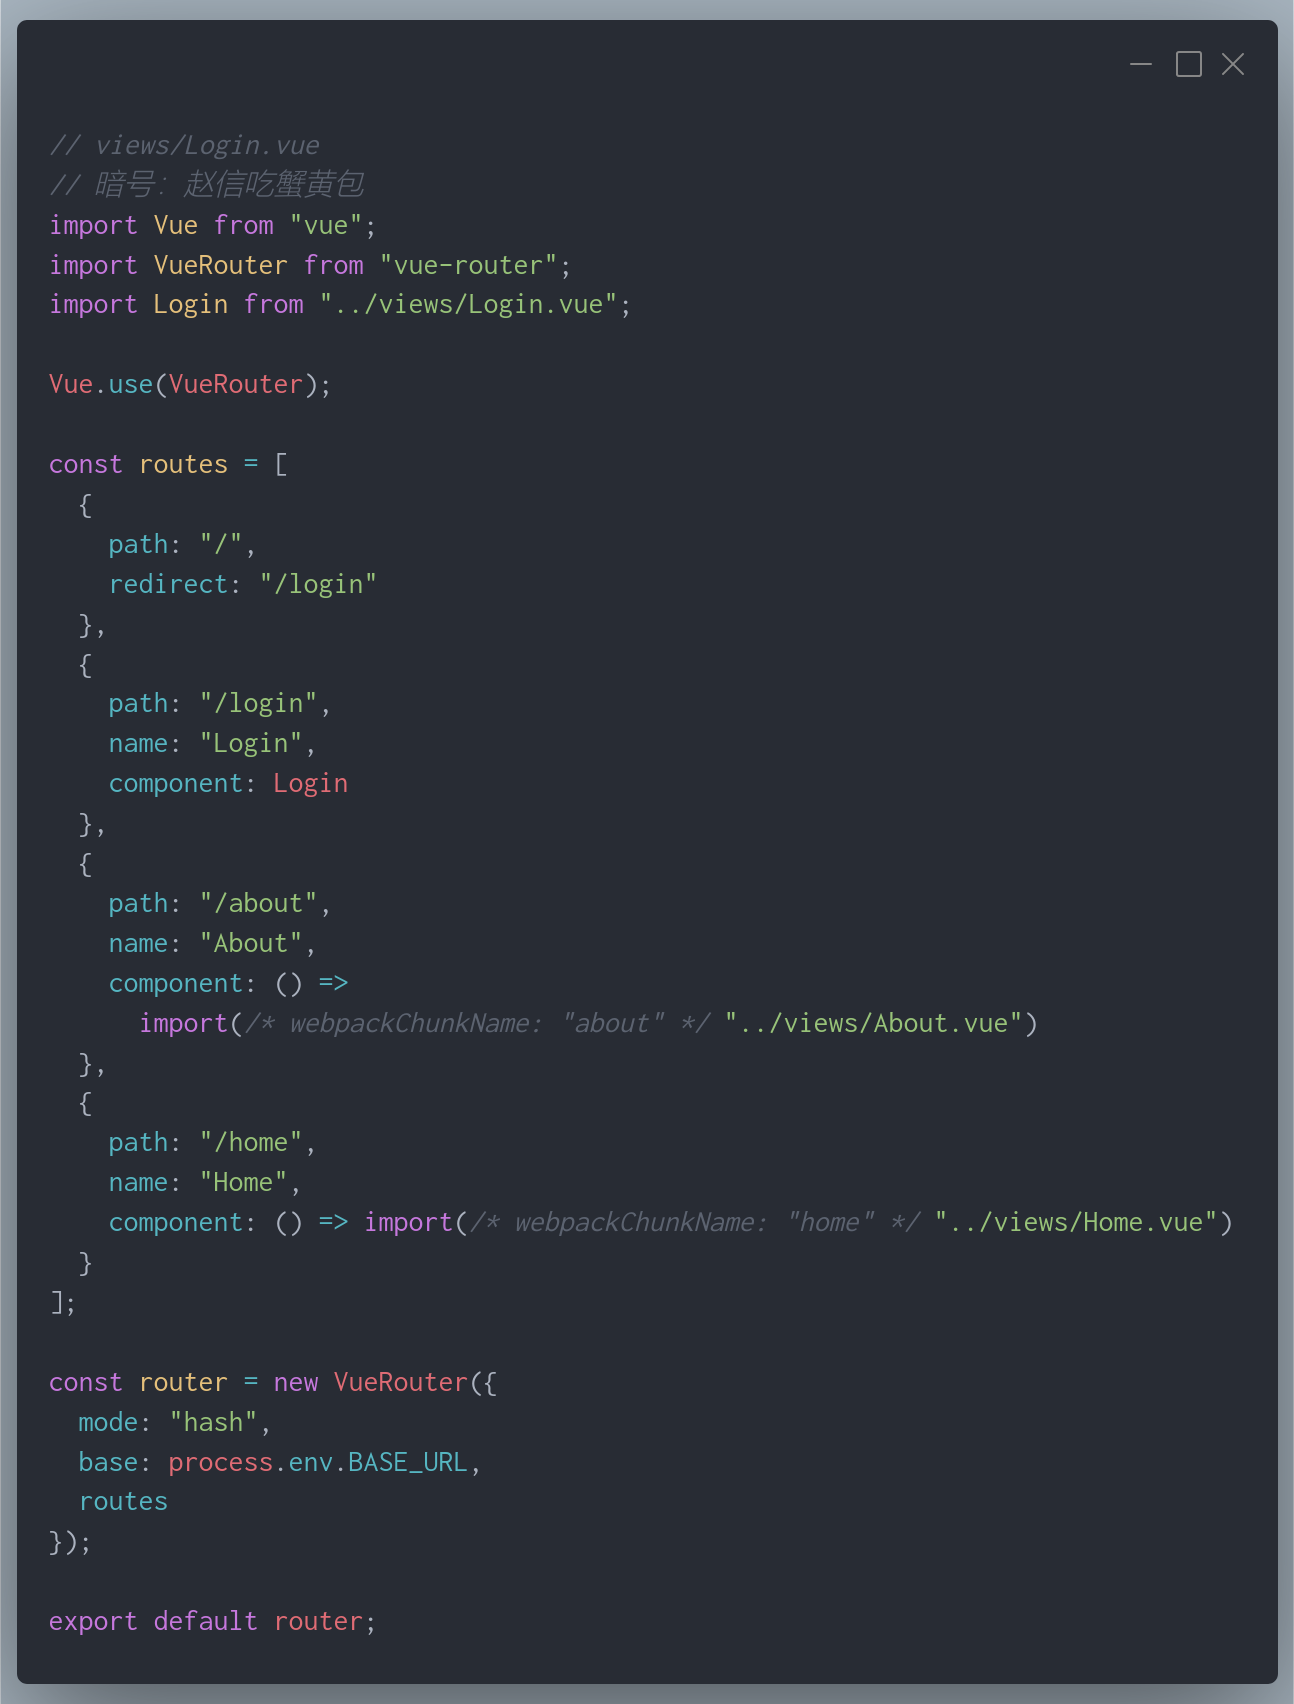 // views/Login.vue
// 暗号：赵信吃蟹黄包
import Vue from "vue";
import VueRouter from "vue-router";
import Login from "../views/Login.vue";

Vue.use(VueRouter);

const routes = [
  {
    path: "/",
    redirect: "/login"
  },
  {
    path: "/login",
    name: "Login",
    component: Login
  },
  {
    path: "/about",
    name: "About",
    component: () =>
      import(/* webpackChunkName: "about" */ "../views/About.vue")
  },
  {
    path: "/home",
    name: "Home",
    component: () => import(/* webpackChunkName: "home" */ "../views/Home.vue")
  }
];

const router = new VueRouter({
  mode: "hash",
  base: process.env.BASE_URL,
  routes
});

export default router;